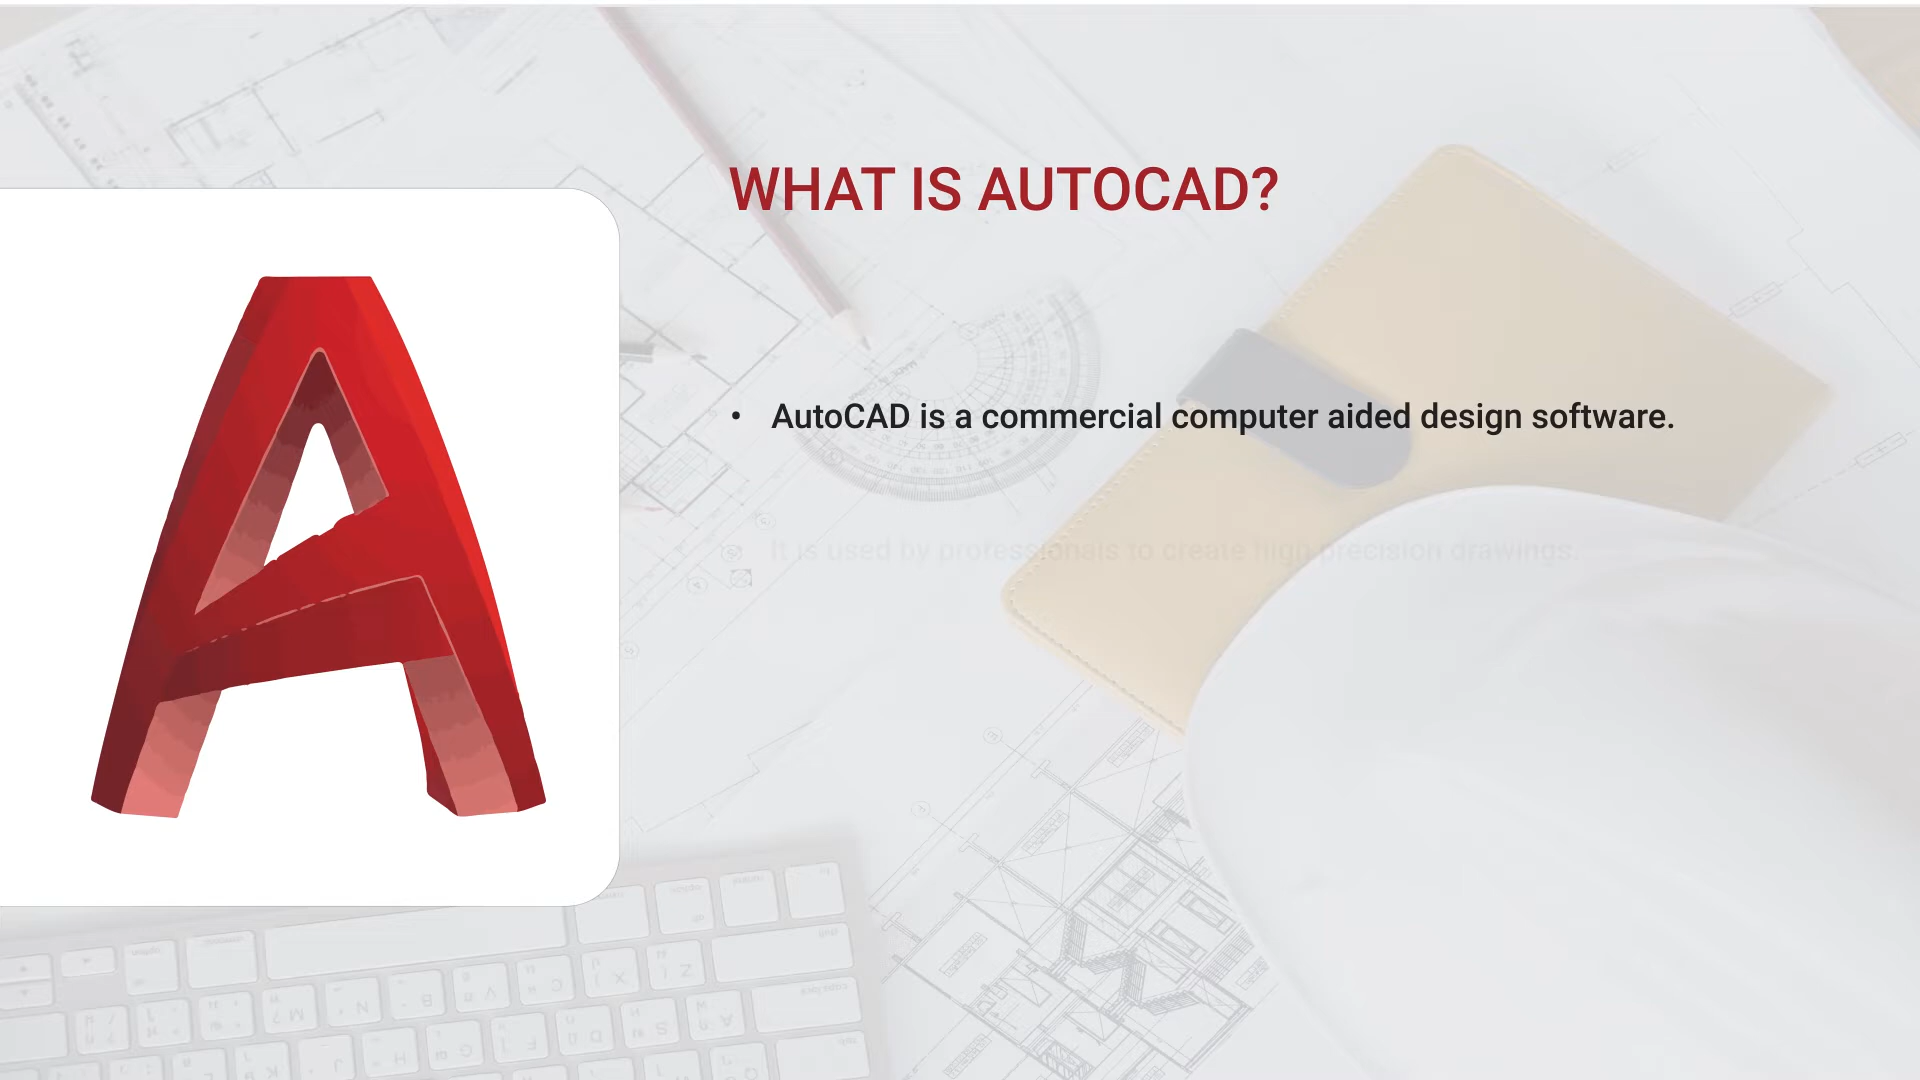 WHAT IS AUTOCAD?
• AutoCAD is a commercial computer aided design software.
It is used by professionals to create high precision drawings.